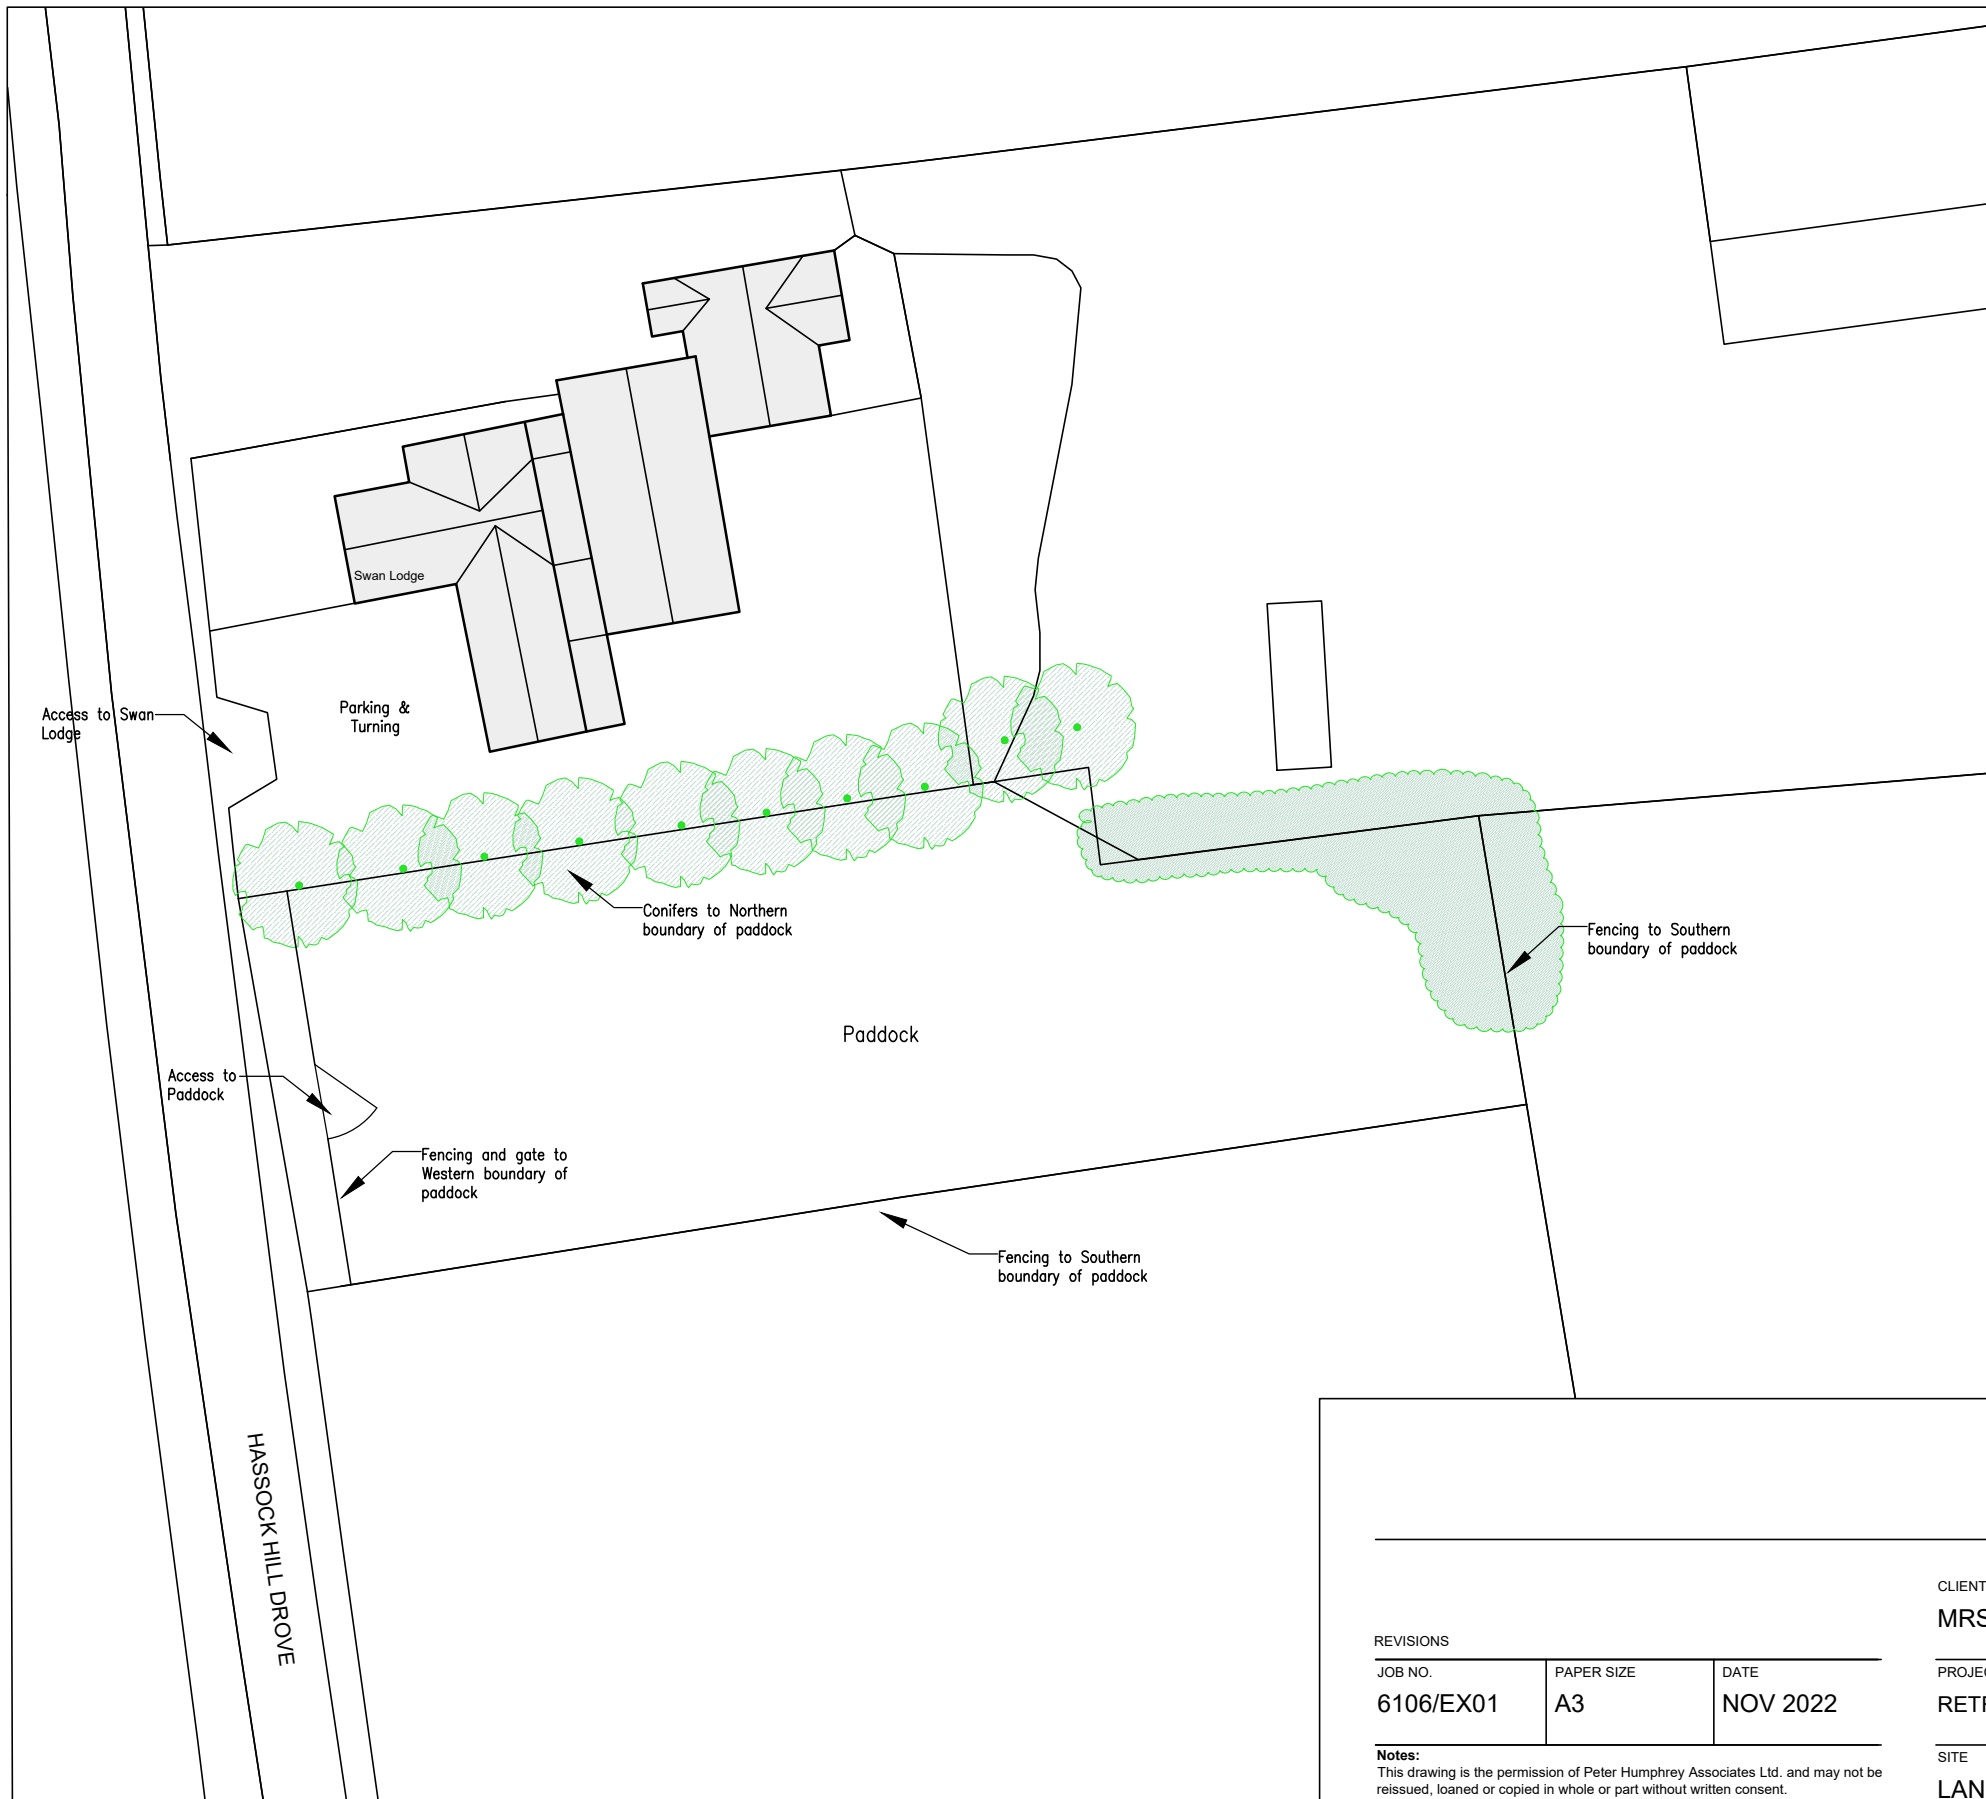 Swan Lodge
Access to Swan
Lodge
Parking &
Turning
Conifers to Northern
boundary of paddock
Fencing to Southern
boundary of paddock
Paddock
Access to
Paddock
Fencing and gate to
Western boundary of
paddock
Fencing to Southern
boundary of paddock
HASSOCK HILL DROVE
CLIENT
MRS
REVISIONS
JOB NO.
PAPER SIZE
DATE
6106/EX01
A3
NOV 2022
SITE
Notes:
This drawing is the permission of Peter Humphrey Associates Ltd. and may not be
reissued, loaned or copied in whole or part without written consent.